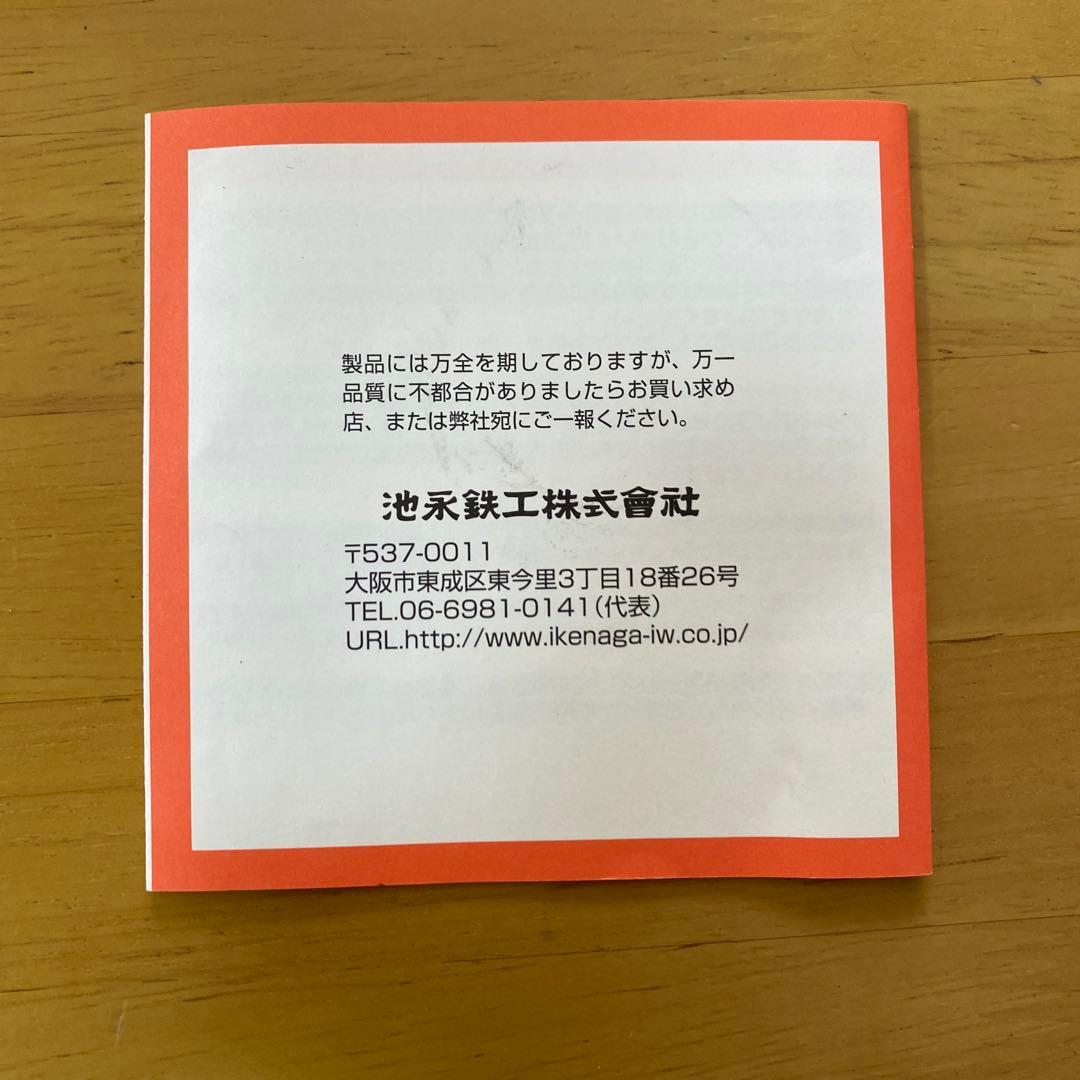 製品には万全を期しておりますが、万一
品質に不都合がありましたらお買い求め
店、または弊社宛にご一報ください。
池永鉄工株式會社
〒537-0011
大阪市東成区東今里3丁目18番26号
TEL.06-6981-0141(代表)
URL.http://www.ikenaga-iw.co.jp/